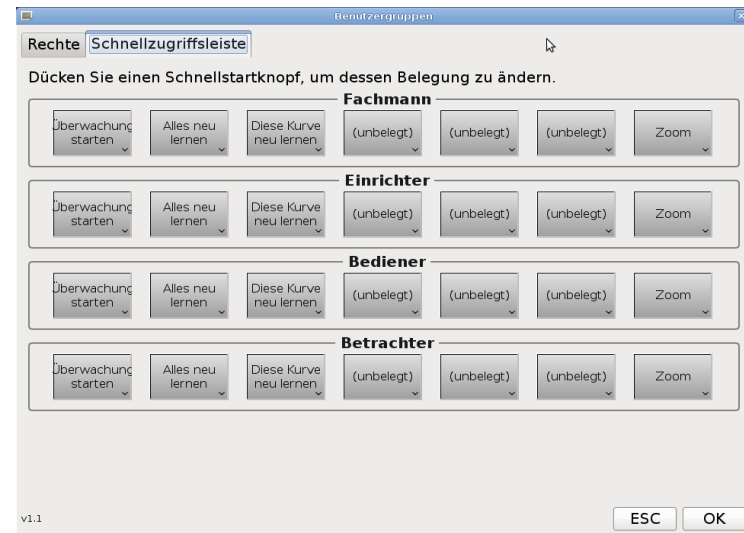 Benutzergruppen
Rechte Schnellzugriffsleiste
Dücken Sie einen Schnellstartknopf, um dessen Belegung zu ändern.
Fachmann
Überwachung Alles neu Diese Kurve (unbelegt) (unbelegt) (unbelegt) Zoom
starten lernen neu lernen
Einrichter
Überwachung Alles neu Diese Kurve (unbelegt) (unbelegt) (unbelegt) Zoom
starten lernen neu lernen
Bediener
Überwachung Alles neu Diese Kurve (unbelegt) (unbelegt) (unbelegt) Zoom
starten lernen neu lernen
Betrachter
Überwachung Alles neu Diese Kurve (unbelegt) (unbelegt) (unbelegt) Zoom
starten lernen neu lernen
v1.1 ESC OK